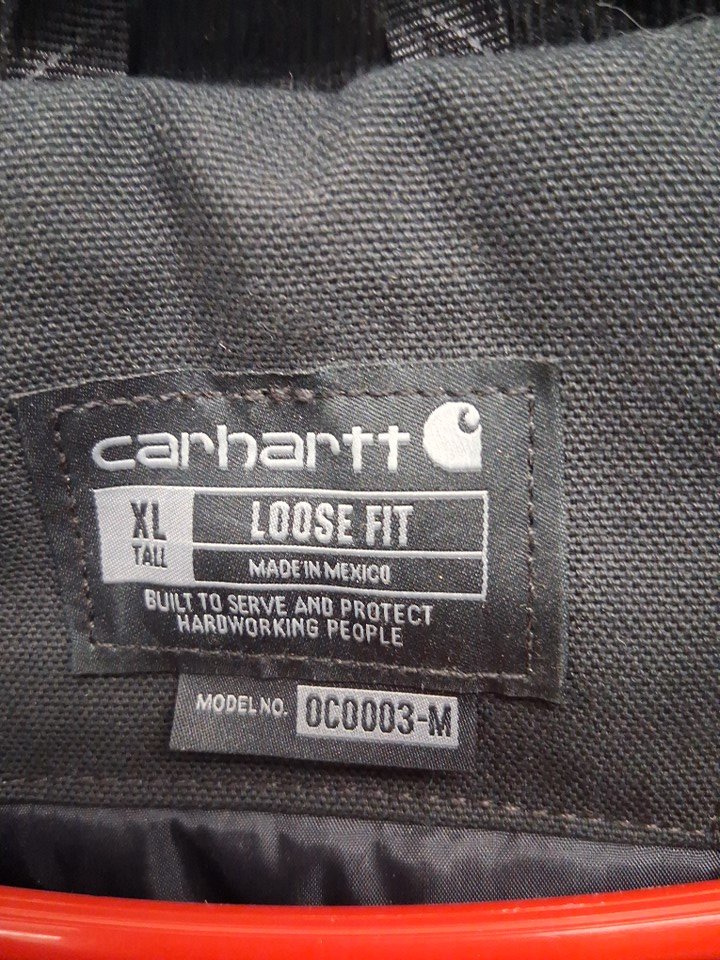 carhartt
XL
TALL
LOOSE FIT
MADE IN MEXICO
BUILT TO SERVE AND PROTECT
HARDWORKING PEOPLE
MODEL NO. OC0003-M